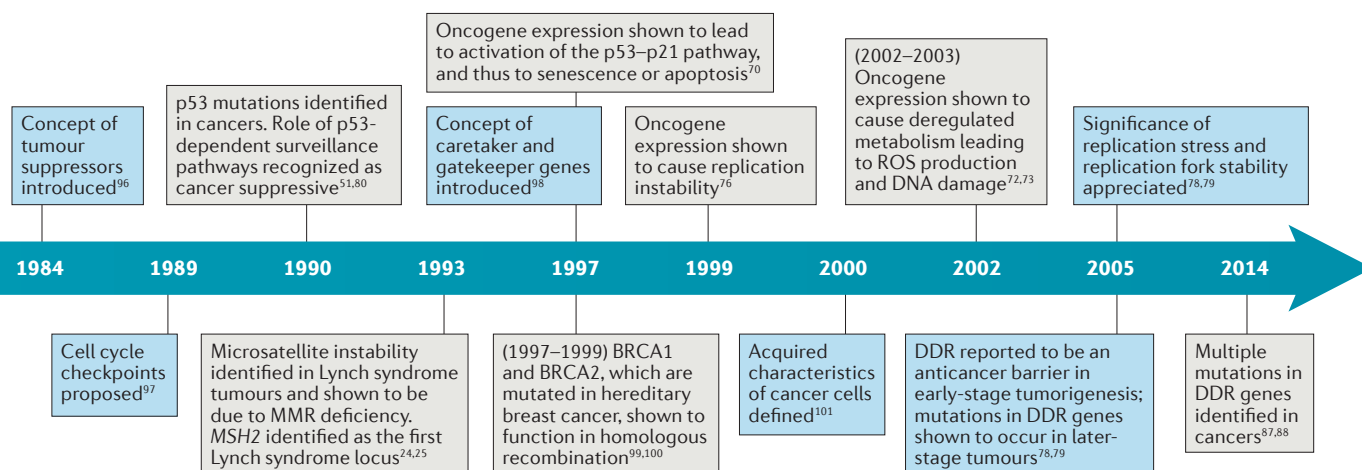 Oncogene expression shown to lead
to activation of the p53–p21 pathway,
and thus to senescence or apoptosis70
(2002–2003)
Oncogene
expression shown to
cause deregulated
metabolism leading
to ROS production
and DNA damage72,73
p53 mutations identified
in cancers. Role of p53-
dependent surveillance
pathways recognized as
cancer suppressive51,80
Concept of
tumour
suppressors
introduced96
Concept of
caretaker and
gatekeeper genes
introduced98
Oncogene
expression shown
to cause replication
instability76
Significance of
replication stress and
replication fork stability
appreciated78,79
1984 1989 1990 1993 1997 1999 2000 2002 2005 2014
Cell cycle
checkpoints
proposed97
Microsatellite instability
identified in Lynch syndrome
tumours and shown to be
due to MMR deficiency.
MSH2 identified as the first
Lynch syndrome locus24,25
(1997–1999) BRCA1
and BRCA2, which are
mutated in hereditary
breast cancer, shown to
function in homologous
recombination99,100
Acquired
characteristics
of cancer cells
defined101
DDR reported to be an
anticancer barrier in
early-stage tumorigenesis;
mutations in DDR genes
shown to occur in later-
stage tumours78,79
Multiple
mutations in
DDR genes
identified in
cancers87,88